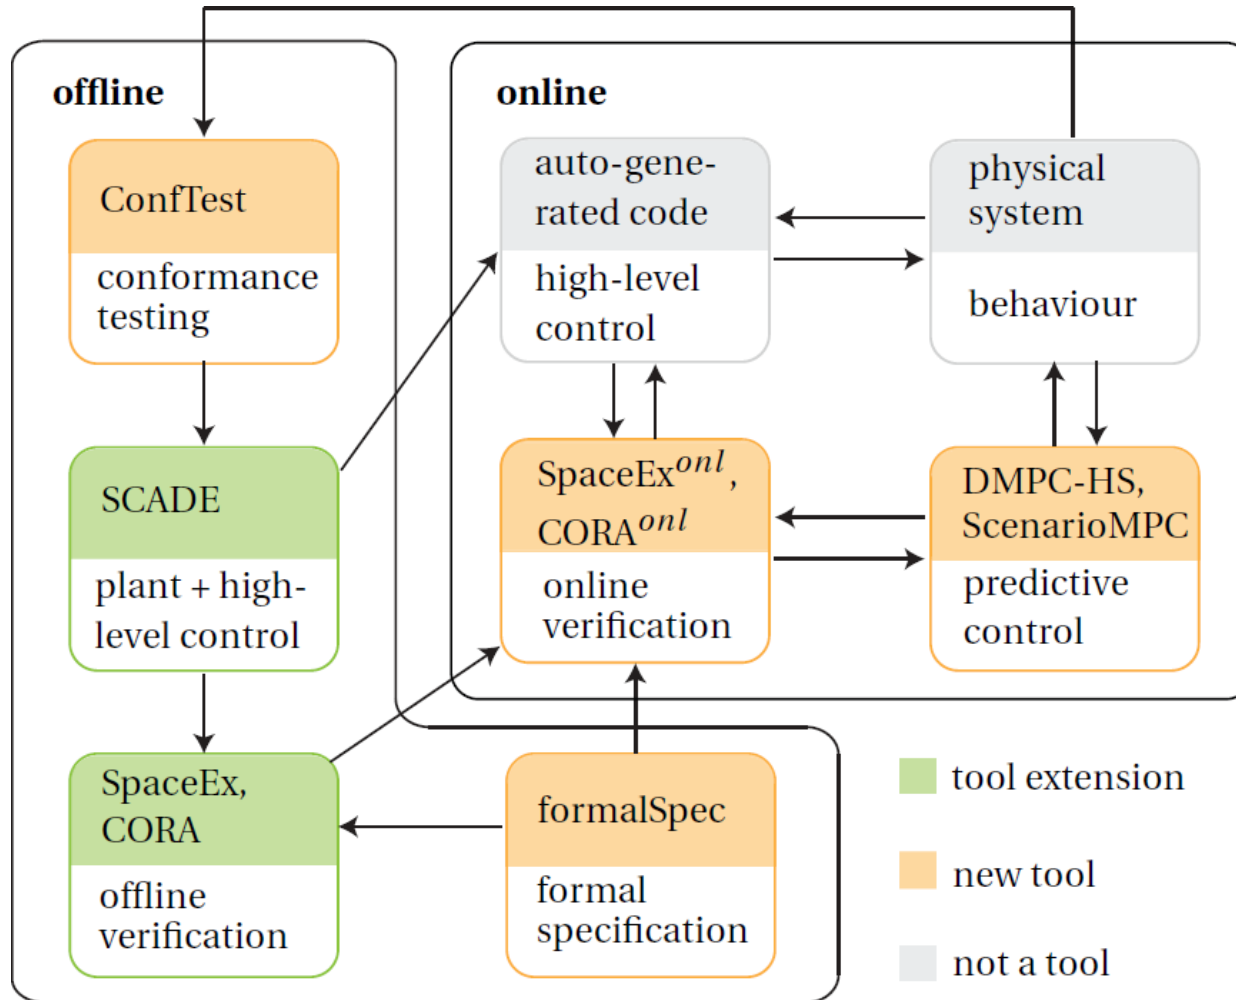 offline
ConfTest
conformance
testing
SCADE
plant + high-
level control
SpaceEx,
CORA
offline
verification
formalSpec
formal
specification
online
auto-gene-
rated code
high-level
control
physical
system
behaviour
SpaceEx^onl,
CORA^onl
online
verification
DMPC-HS,
ScenarioMPC
predictive
control
tool extension
new tool
not a tool